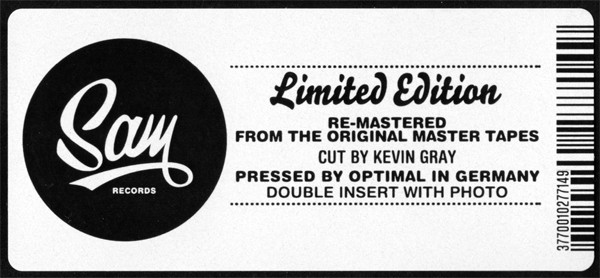 Sam
RECORDS
Limited Edition
RE-MASTERED
FROM THE ORIGINAL MASTER TAPES
CUT BY KEVIN GRAY
PRESSED BY OPTIMAL IN GERMANY
DOUBLE INSERT WITH PHOTO
3770010277149